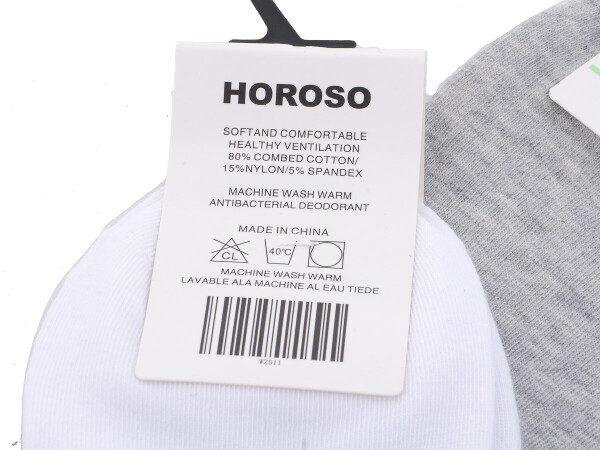 HOROSO
SOFTAND COMFORTABLE
HEALTHY VENTILATION
80% COMBED COTTON/
15%NYLON/5% SPANDEX
MACHINE WASH WARM
ANTIBACTERIAL DEODORANT
MADE IN CHINA
CL 40°C
MACHINE WASH WARM
LAVABLE ALA MACHINE AL EAU TIEDE
WZ511